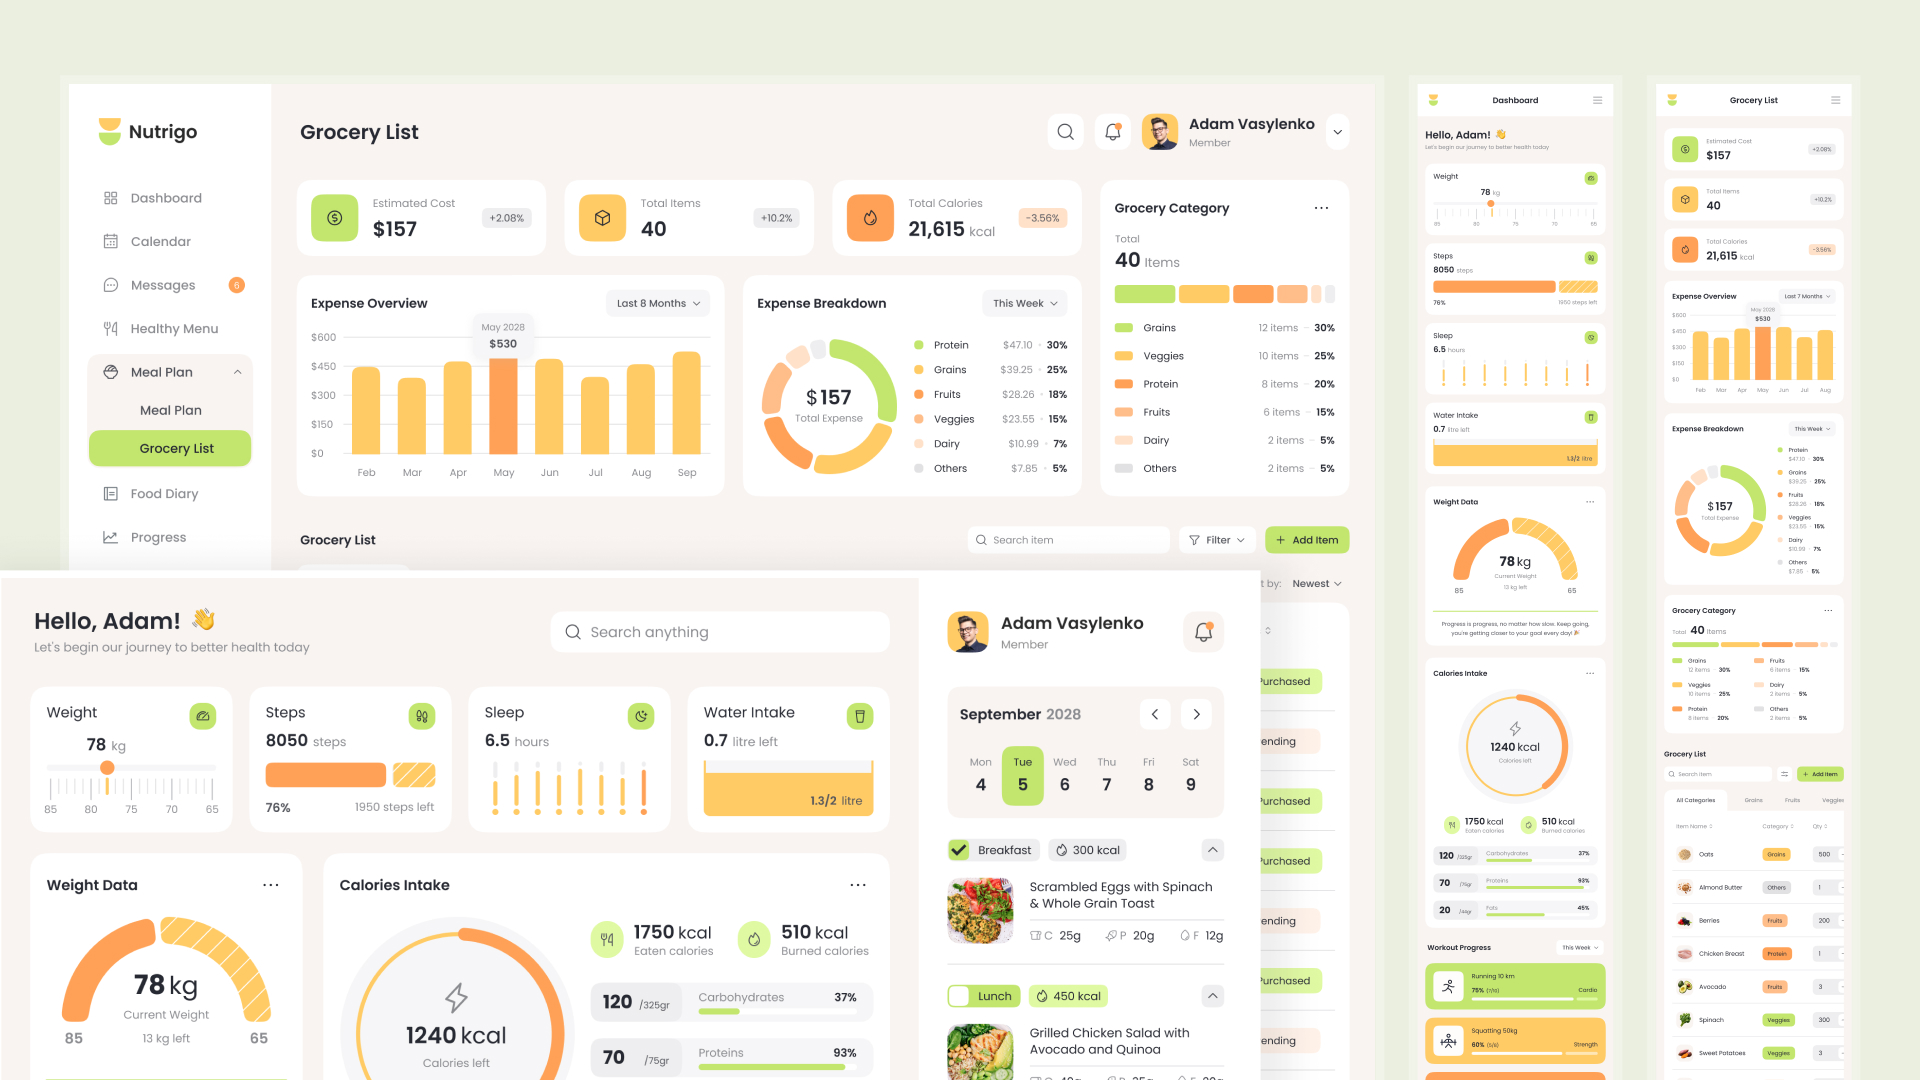 Nutrigo
Dashboard
Calendar
Messages
6
Healthy Menu
Meal Plan
Meal Plan
Grocery List
Food Diary
Progress
Grocery List
Adam Vasylenko
Member
Estimated Cost
$157
+2.08%
Total Items
40
+10.2%
Total Calories
21,615 kcal
-3.56%
Expense Overview
Last 8 Months
$600
$450
$300
$150
$0
May 2028
$530
Feb Mar Apr May Jun Jul Aug Sep
Expense Breakdown
This Week
$157
Total Expense
Protein $47.10 • 30%
Grains $39.25 • 25%
Fruits $28.26 • 18%
Veggies $23.55 • 15%
Dairy $10.99 • 7%
Others $7.85 • 5%
Grocery Category
Total
40 Items
Grains 12 items 30%
Veggies 10 items 25%
Protein 8 items 20%
Fruits 6 items 15%
Dairy 2 items 5%
Others 2 items 5%
Grocery List
Search item
Filter
+ Add Item
t by: Newest
Purchased
ending
Purchased
Purchased
ending
Purchased
ending
Hello, Adam! 👋
Let's begin our journey to better health today
Search anything
Weight
78 kg
85 80 75 70 65
Steps
8050 steps
76% 1950 steps left
Sleep
6.5 hours
Water Intake
0.7 litre left
1.3/2 litre
Weight Data
78 kg
Current Weight
85 13 kg left 65
Calories Intake
1240 kcal
Calories left
1750 kcal
Eaten calories
510 kcal
Burned calories
120 /325gr Carbohydrates 37%
70 /75gr Proteins 93%
Adam Vasylenko
Member
September 2028
Mon Tue Wed Thu Fri Sat
4 5 6 7 8 9
Breakfast 300 kcal
Scrambled Eggs with Spinach
& Whole Grain Toast
C 25g P 20g F 12g
Lunch 450 kcal
Grilled Chicken Salad with
Avocado and Quinoa
Dashboard
Hello, Adam! 👋
Let's begin our journey to better health today
Weight
78 kg
85 80 75 70 65
Steps
8050 steps
76% 1950 steps left
Sleep
6.5 hours
Water Intake
0.7 litre left
1.3/2 litre
Weight Data
78 kg
Current Weight
85 13 kg left 65
Progress is progress, no matter how slow. Keep going,
you're getting closer to your goal every day! 🎉
Calories Intake
1240 kcal
Calories left
1750 kcal
Eaten calories
510 kcal
Burned calories
120 /325gr Carbohydrates 37%
70 /75gr Proteins 93%
20 /44gr Fats 45%
Workout Progress
This Week
Running 10 km
75% (7/10) Cardio
Squatting 50kg
60% (5/8) Strength
Grocery List
Estimated Cost
$157
+2.08%
Total Items
40
+10.2%
Total Calories
21,615 kcal
-3.56%
Expense Overview
Last 7 Months
$600
$450
$300
$150
$0
May 2028
$530
Feb Mar Apr May Jun Jul Aug
Expense Breakdown
This Week
$157
Total Expense
Protein
$47.10 30%
Grains
$39.25 25%
Fruits
$28.26 18%
Veggies
$23.55 15%
Dairy
$10.99 7%
Others
$7.85 5%
Grocery Category
Total 40 Items
Grains
12 items 30%
Fruits
6 items 15%
Veggies
10 items 25%
Dairy
2 items 5%
Protein
8 items 20%
Others
2 items 5%
Grocery List
Search item
+ Add Item
All Categories Grains Fruits Veggies
Item Name Category Qty
Oats Grains 500
Almond Butter Others 1
Berries Fruits 200
Chicken Breast Protein 1
Avocado Fruits 3
Spinach Veggies 300
Sweet Potatoes Veggies 3